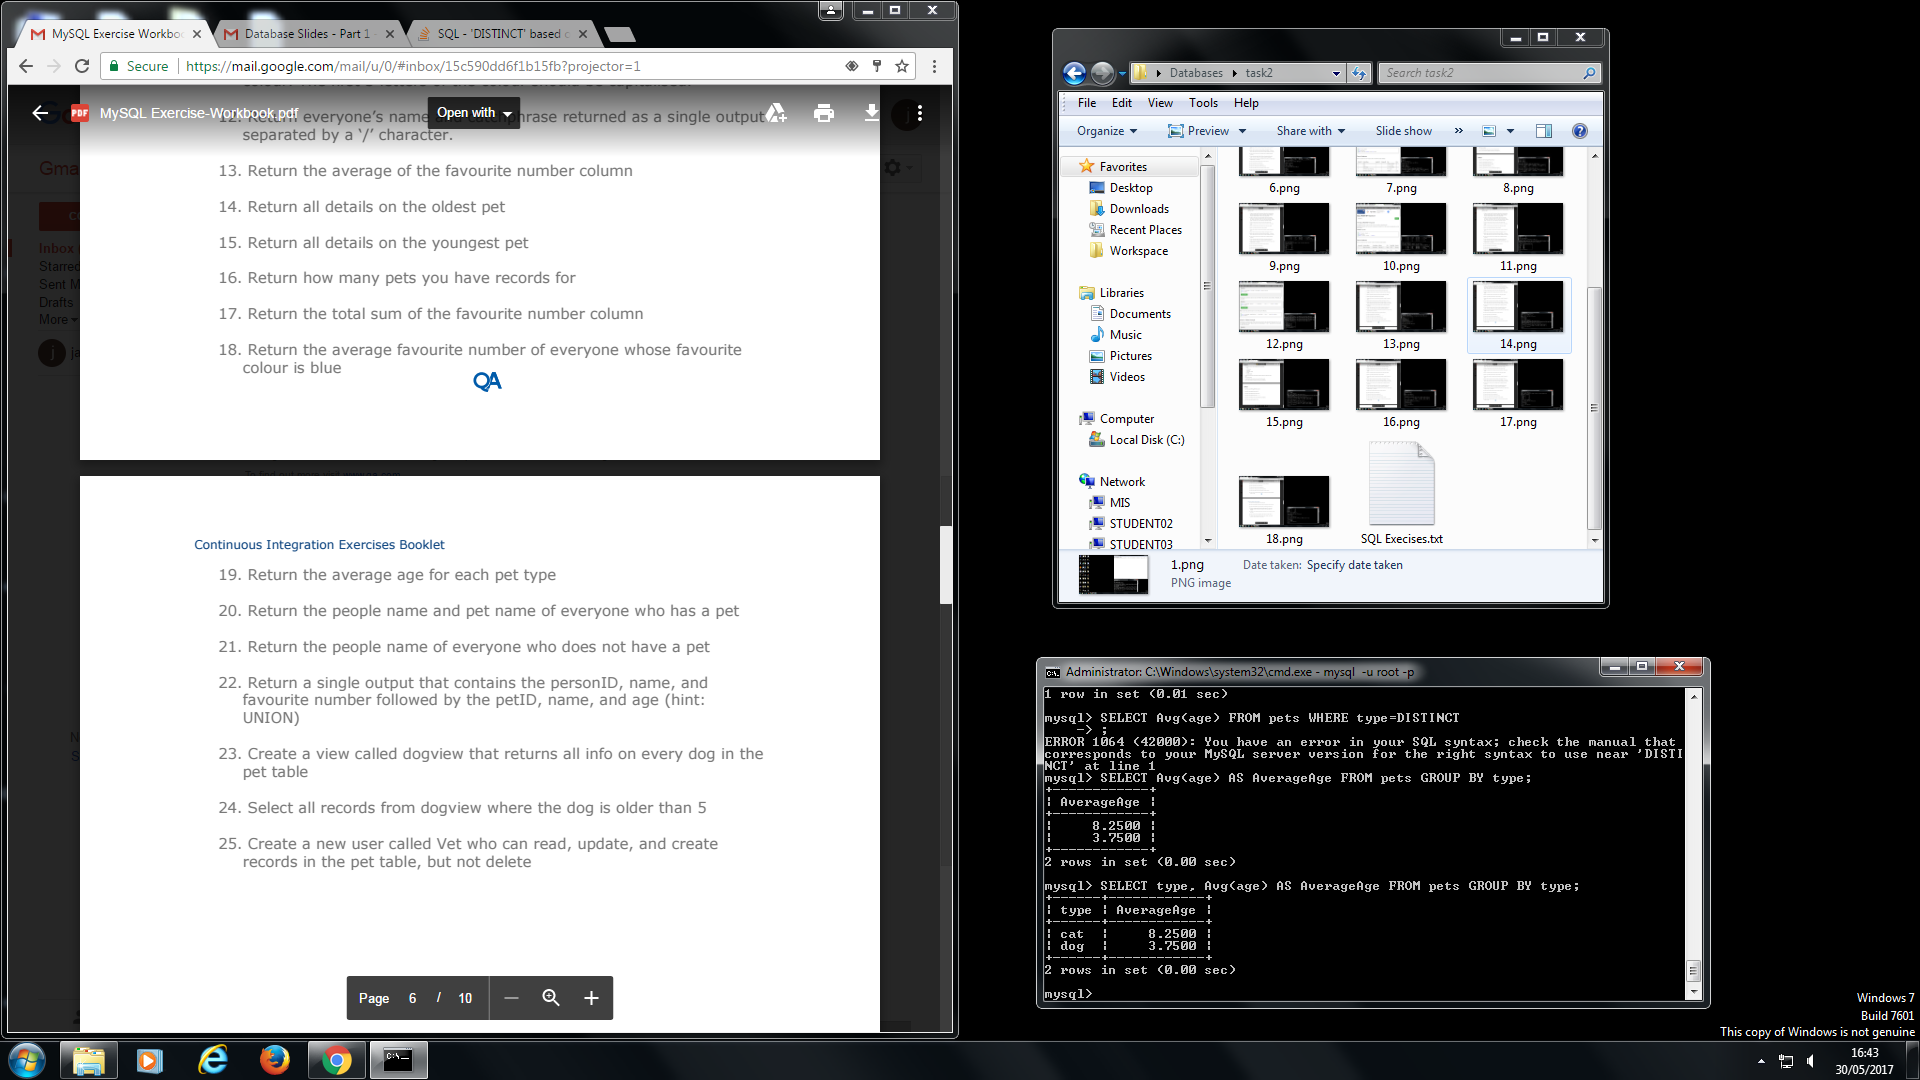 MySQL Exercise Workbo
Database Slides - Part 1
SQL - 'DISTINCT' based
Secure
https://mail.google.com/mail/u/0/#inbox/15c590dd6f1b15fb?projector=1
PDF
MySQL Exercise-Workbook.pdf
Open with
Gma
Inbox
Starred
Sent M
Drafts
More
12. Return everyone's name and catchphrase returned as a single output
separated by a '/' character.
13. Return the average of the favourite number column
14. Return all details on the oldest pet
15. Return all details on the youngest pet
16. Return how many pets you have records for
17. Return the total sum of the favourite number column
18. Return the average favourite number of everyone whose favourite
colour is blue
QA
Continuous Integration Exercises Booklet
19. Return the average age for each pet type
20. Return the people name and pet name of everyone who has a pet
21. Return the people name of everyone who does not have a pet
22. Return a single output that contains the personID, name, and
favourite number followed by the petID, name, and age (hint:
UNION)
23. Create a view called dogview that returns all info on every dog in the
pet table
24. Select all records from dogview where the dog is older than 5
25. Create a new user called Vet who can read, update, and create
records in the pet table, but not delete
Page 6 / 10
Databases
task2
Search task2
File Edit View Tools Help
Organize
Preview
Share with
Slide show
»
Favorites
Desktop
Downloads
Recent Places
Workspace
Libraries
Documents
Music
Pictures
Videos
Computer
Local Disk (C:)
Network
MIS
STUDENT02
STUDENT03
6.png
7.png
8.png
9.png
10.png
11.png
12.png
13.png
14.png
15.png
16.png
17.png
18.png
SQL Execises.txt
1.png
Date taken: Specify date taken
PNG image
Administrator: C:\Windows\system32\cmd.exe - mysql -u root -p
1 row in set (0.01 sec)
mysql> SELECT Avg(age) FROM pets WHERE type=DISTINCT
-> ;
ERROR 1064 (42000): You have an error in your SQL syntax; check the manual that
corresponds to your MySQL server version for the right syntax to use near 'DISTI
NCT' at line 1
mysql> SELECT Avg(age) AS AverageAge FROM pets GROUP BY type;
+------------+
| AverageAge |
+------------+
| 8.2500 |
| 3.7500 |
+------------+
2 rows in set (0.00 sec)
mysql> SELECT type, Avg(age) AS AverageAge FROM pets GROUP BY type;
+------+------------+
| type | AverageAge |
+------+------------+
| cat | 8.2500 |
| dog | 3.7500 |
+------+------------+
2 rows in set (0.00 sec)
mysql>
Windows 7
Build 7601
This copy of Windows is not genuine
16:43
30/05/2017